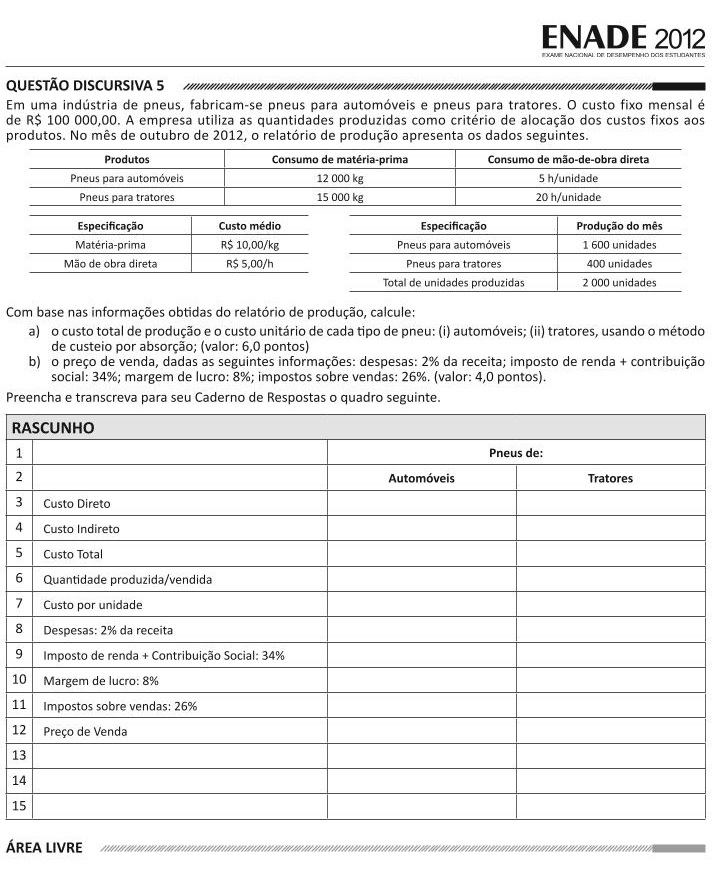 ENADE 2012
EXAME NACIONAL DE DESEMPENHO DOS ESTUDANTES
QUESTÃO DISCURSIVA 5
Em uma indústria de pneus, fabricam-se pneus para automóveis e pneus para tratores. O custo fixo mensal é
de R$ 100 000,00. A empresa utiliza as quantidades produzidas como critério de alocação dos custos fixos aos
produtos. No mês de outubro de 2012, o relatório de produção apresenta os dados seguintes.
Produtos Consumo de matéria-prima Consumo de mão-de-obra direta
Pneus para automóveis 12 000 kg 5 h/unidade
Pneus para tratores 15 000 kg 20 h/unidade
Especificação Custo médio
Matéria-prima R$ 10,00/kg
Mão de obra direta R$ 5,00/h
Especificação Produção do mês
Pneus para automóveis 1 600 unidades
Pneus para tratores 400 unidades
Total de unidades produzidas 2 000 unidades
Com base nas informações obtidas do relatório de produção, calcule:
a) o custo total de produção e o custo unitário de cada tipo de pneu: (i) automóveis; (ii) tratores, usando o método
de custeio por absorção; (valor: 6,0 pontos)
b) o preço de venda, dadas as seguintes informações: despesas: 2% da receita; imposto de renda + contribuição
social: 34%; margem de lucro: 8%; impostos sobre vendas: 26%. (valor: 4,0 pontos).
Preencha e transcreva para seu Caderno de Respostas o quadro seguinte.
RASCUNHO
1 Pneus de:
2 Automóveis Tratores
3 Custo Direto
4 Custo Indireto
5 Custo Total
6 Quantidade produzida/vendida
7 Custo por unidade
8 Despesas: 2% da receita
9 Imposto de renda + Contribuição Social: 34%
10 Margem de lucro: 8%
11 Impostos sobre vendas: 26%
12 Preço de Venda
13
14
15
ÁREA LIVRE